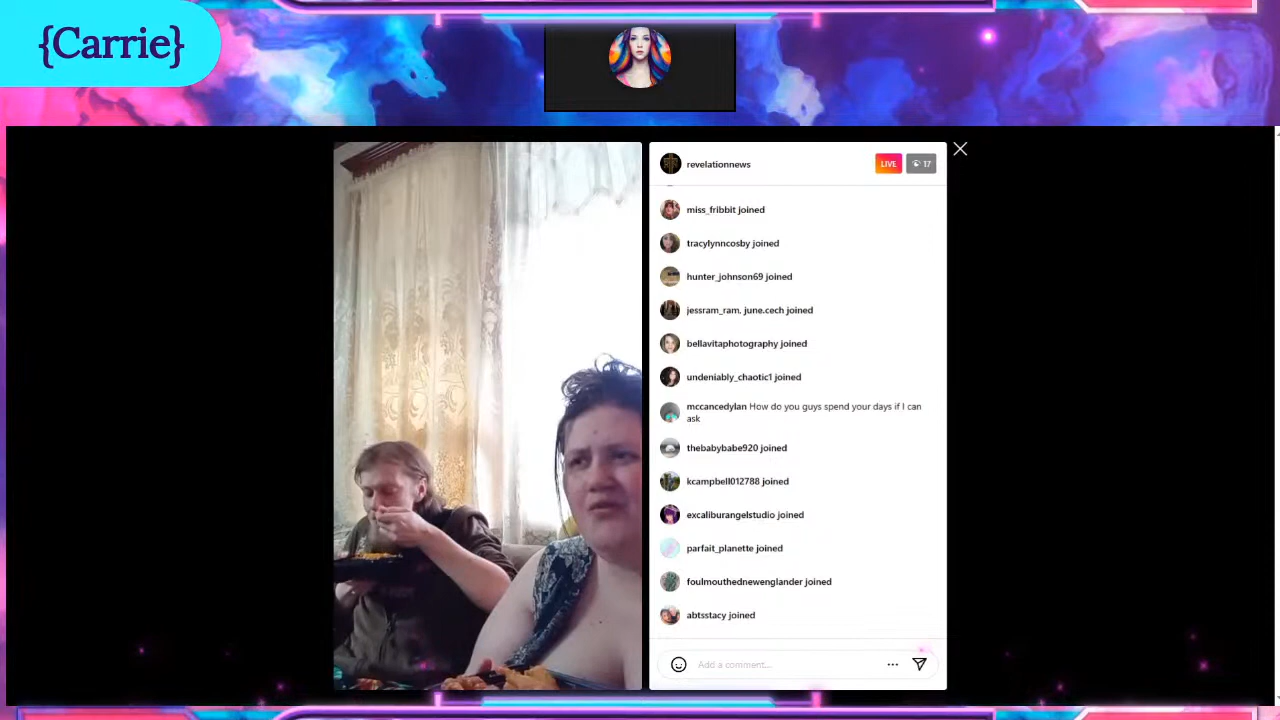 {Carrie}
revelationnews
LIVE
17
miss_fribbit joined
tracylynncosby joined
hunter_johnson69 joined
jessram_ram, june.cech joined
bellavitaphotography joined
undeniably_chaotic1 joined
mccancedylan How do you guys spend your days if I can
ask
thebabybabe920 joined
kcampbell012788 joined
excaliburangelstudio joined
parfait_planette joined
foulmouthednewenglander joined
abtsstacy joined
Add a comment...